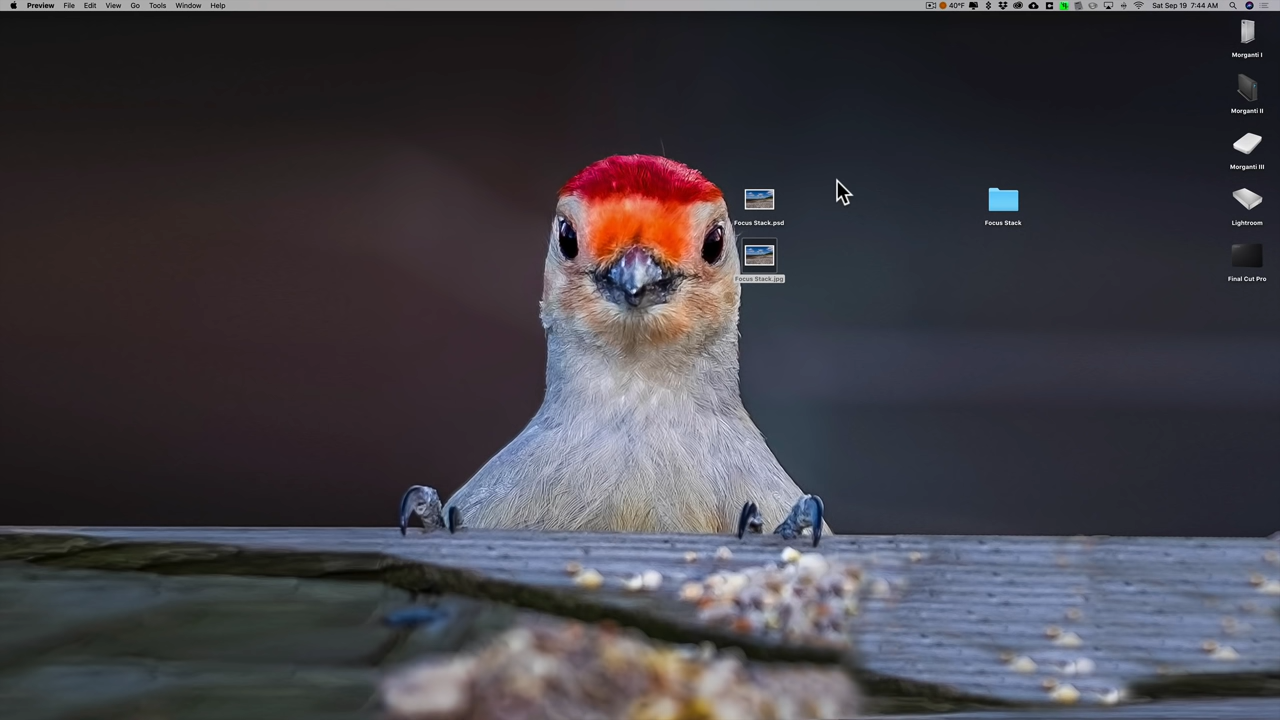 Preview File Edit View Go Tools Window Help 40°F Sat Sep 19 7:44 AM
Morganti I
Morganti II
Morganti III
Focus Stack.psd
Focus Stack
Lightroom
Focus Stack.jpg
Final Cut Pro